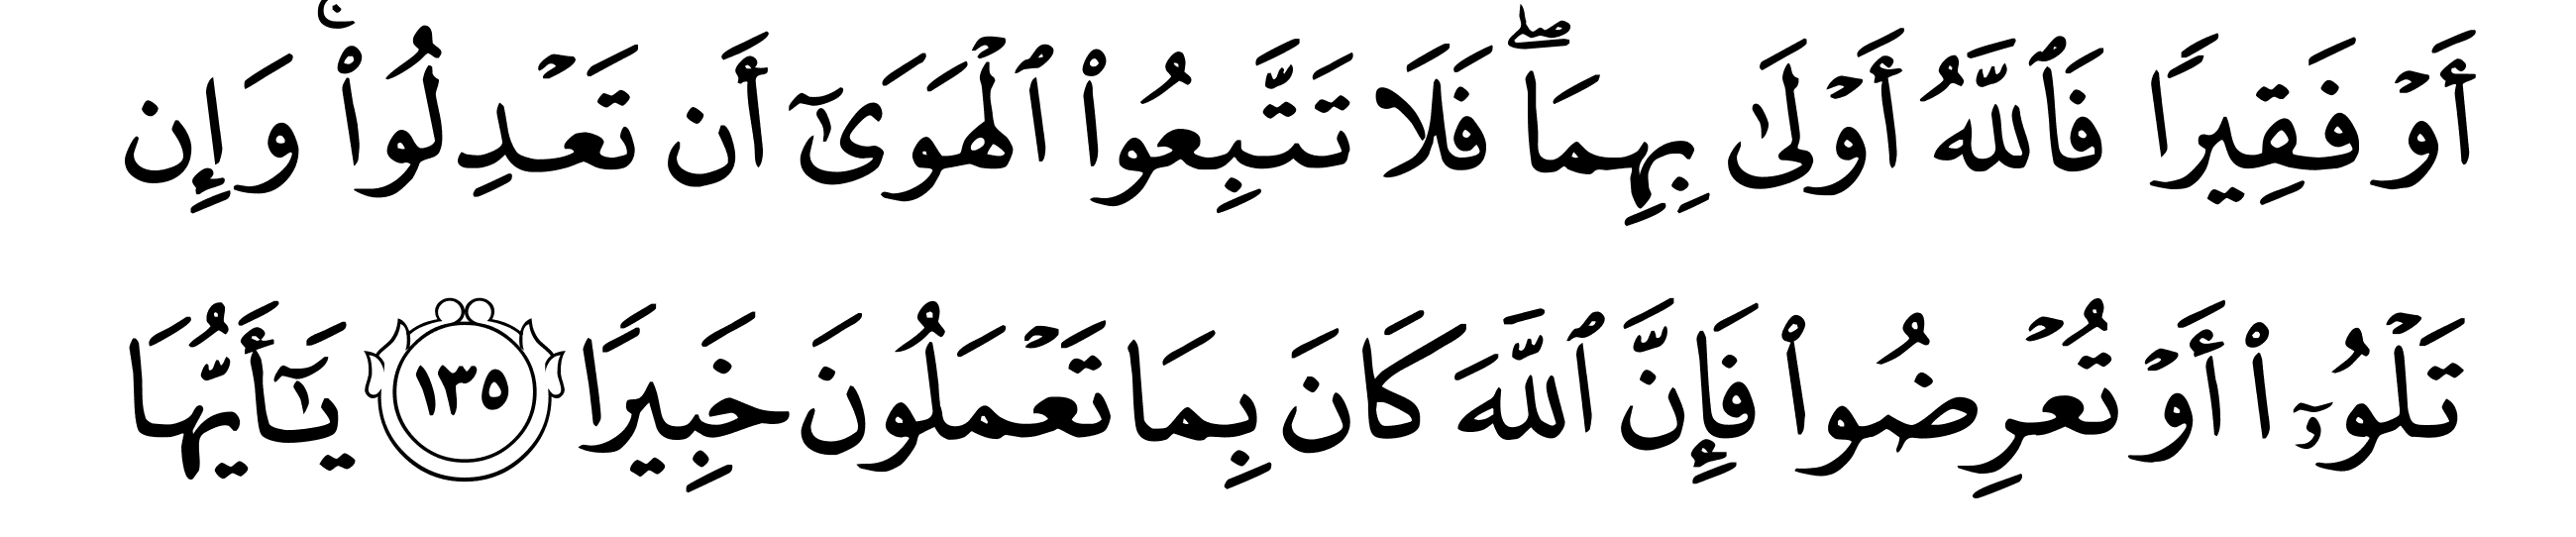 أَوۡ فَقِيرٗا فَٱللَّهُ أَوۡلَىٰ بِهِمَاۖ فَلَا تَتَّبِعُواْ ٱلۡهَوَىٰٓ أَن تَعۡدِلُواْۚ وَإِن
تَلۡوُۥٓاْ أَوۡ تُعۡرِضُواْ فَإِنَّ ٱللَّهَ كَانَ بِمَا تَعۡمَلُونَ خَبِيرٗا ١٣٥ يَٰٓأَيُّهَا